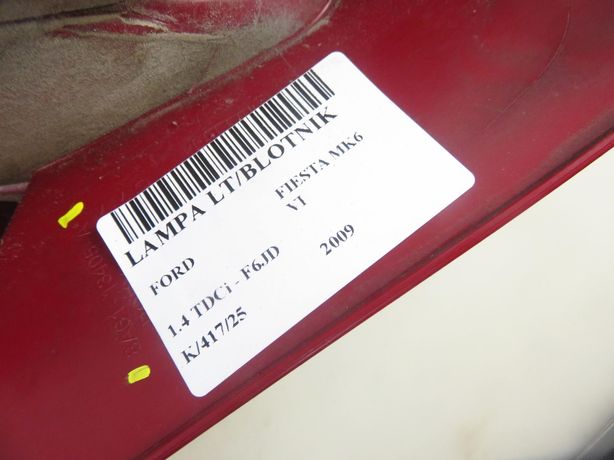 LAMPA LT/BLOTNIK
FORD FIESTA MK6
VI
1.4 TDCi - F6JD 2009
K/417/25